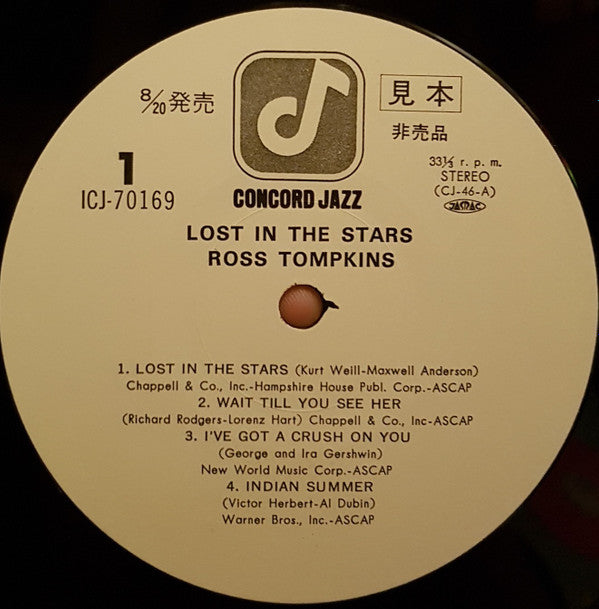 8/20発売
見本
非売品
1
ICJ-70169
33⅓ r. p. m.
STEREO
(CJ-46-A)
JASRAC
CONCORD JAZZ
LOST IN THE STARS
ROSS TOMPKINS
1. LOST IN THE STARS (Kurt Weill-Maxwell Anderson)
Chappell & Co., Inc.-Hampshire House Publ. Corp.-ASCAP
2. WAIT TILL YOU SEE HER
(Richard Rodgers-Lorenz Hart) Chappell & Co., Inc-ASCAP
3. I'VE GOT A CRUSH ON YOU
(George and Ira Gershwin)
New World Music Corp.-ASCAP
4. INDIAN SUMMER
(Victor Herbert-Al Dubin)
Warner Bros., Inc.-ASCAP